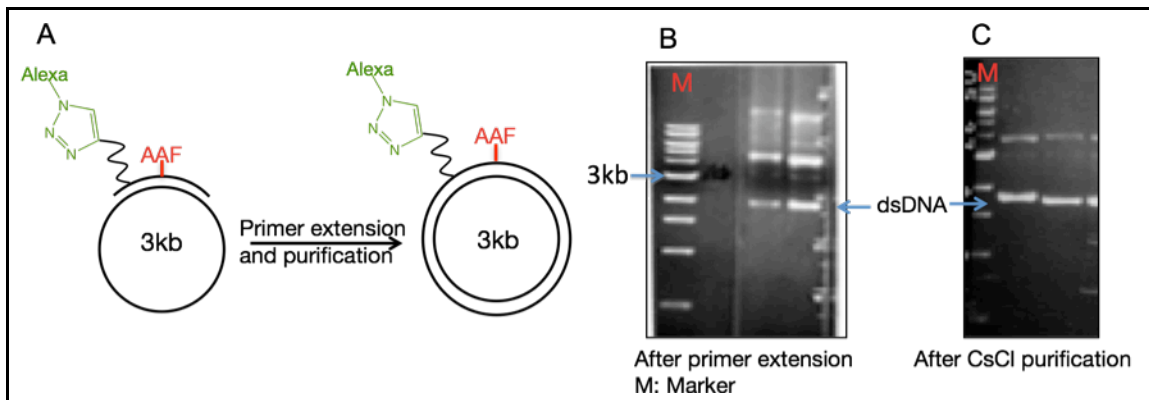 A
Alexa
N
N
N
AAF
3kb
Primer extension
and purification
Alexa
N
N
N
AAF
3kb
B
M
3kb
After primer extension
M: Marker
dsDNA
C
M
After CsCl purification